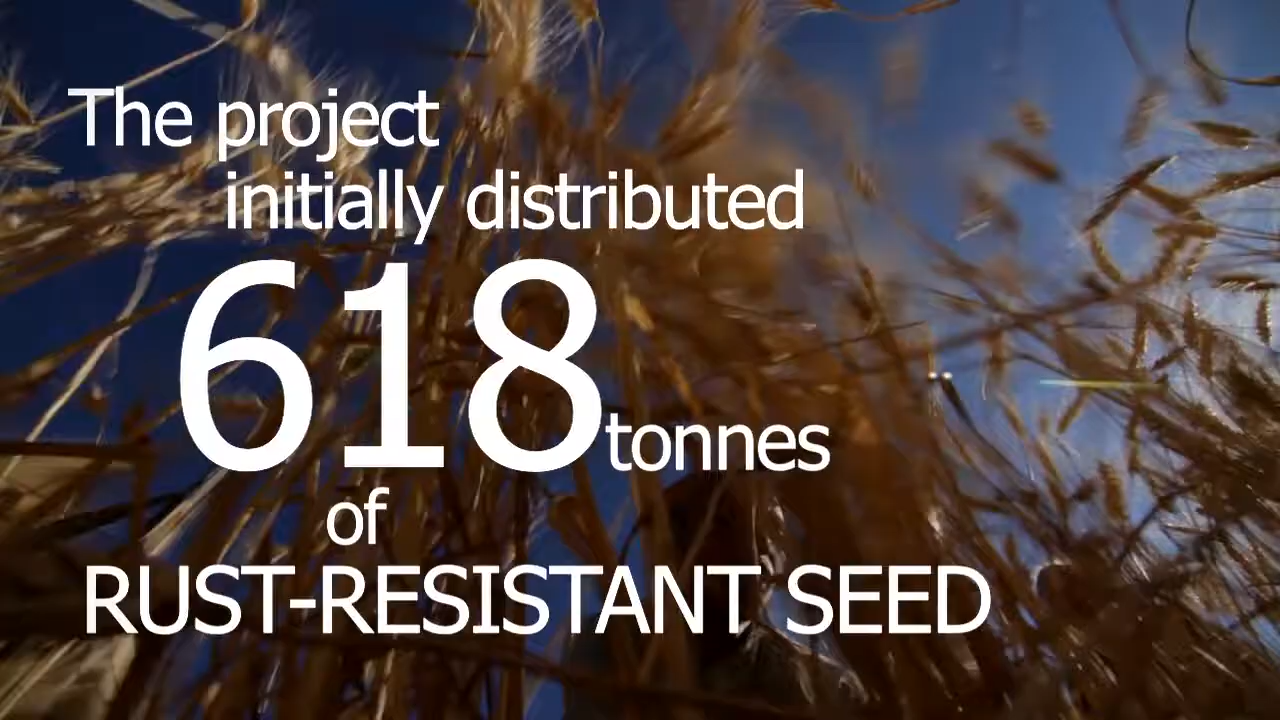 The project
initially distributed
618 tonnes
of
RUST-RESISTANT SEED